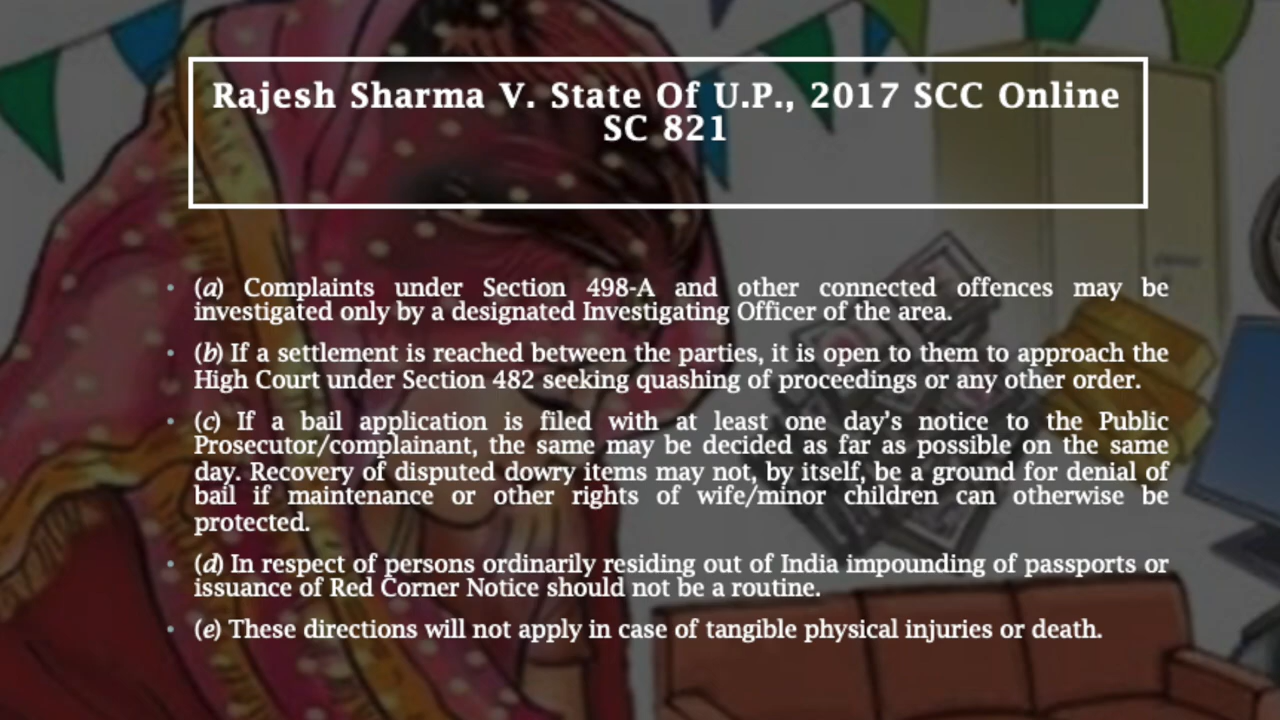 Rajesh Sharma V. State Of U.P., 2017 SCC Online
SC 821
• (a) Complaints under Section 498-A and other connected offences may be
investigated only by a designated Investigating Officer of the area.
• (b) If a settlement is reached between the parties, it is open to them to approach the
High Court under Section 482 seeking quashing of proceedings or any other order.
• (c) If a bail application is filed with at least one day’s notice to the Public
Prosecutor/complainant, the same may be decided as far as possible on the same
day. Recovery of disputed dowry items may not, by itself, be a ground for denial of
bail if maintenance or other rights of wife/minor children can otherwise be
protected.
• (d) In respect of persons ordinarily residing out of India impounding of passports or
issuance of Red Corner Notice should not be a routine.
• (e) These directions will not apply in case of tangible physical injuries or death.